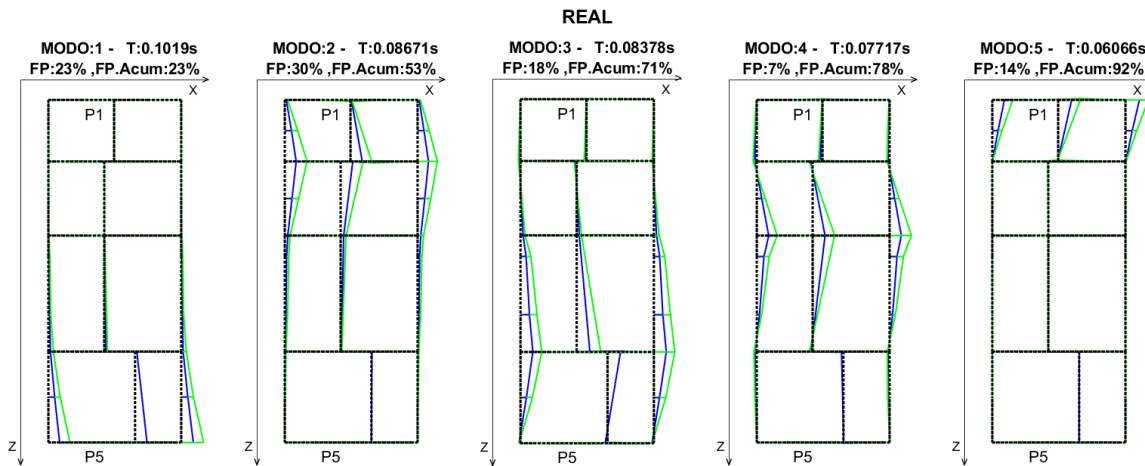 REAL
MODO:1 -   T:0.1019s
FP:23% ,FP.Acum:23%
X
P1
Z
P5
MODO:2 -   T:0.08671s
FP:30% ,FP.Acum:53%
X
P1
Z
P5
MODO:3 -   T:0.08378s
FP:18% ,FP.Acum:71%
X
P1
Z
P5
MODO:4 -   T:0.07717s
FP:7% ,FP.Acum:78%
X
P1
Z
P5
MODO:5 -   T:0.06066s
FP:14% ,FP.Acum:92%
X
P1
Z
P5